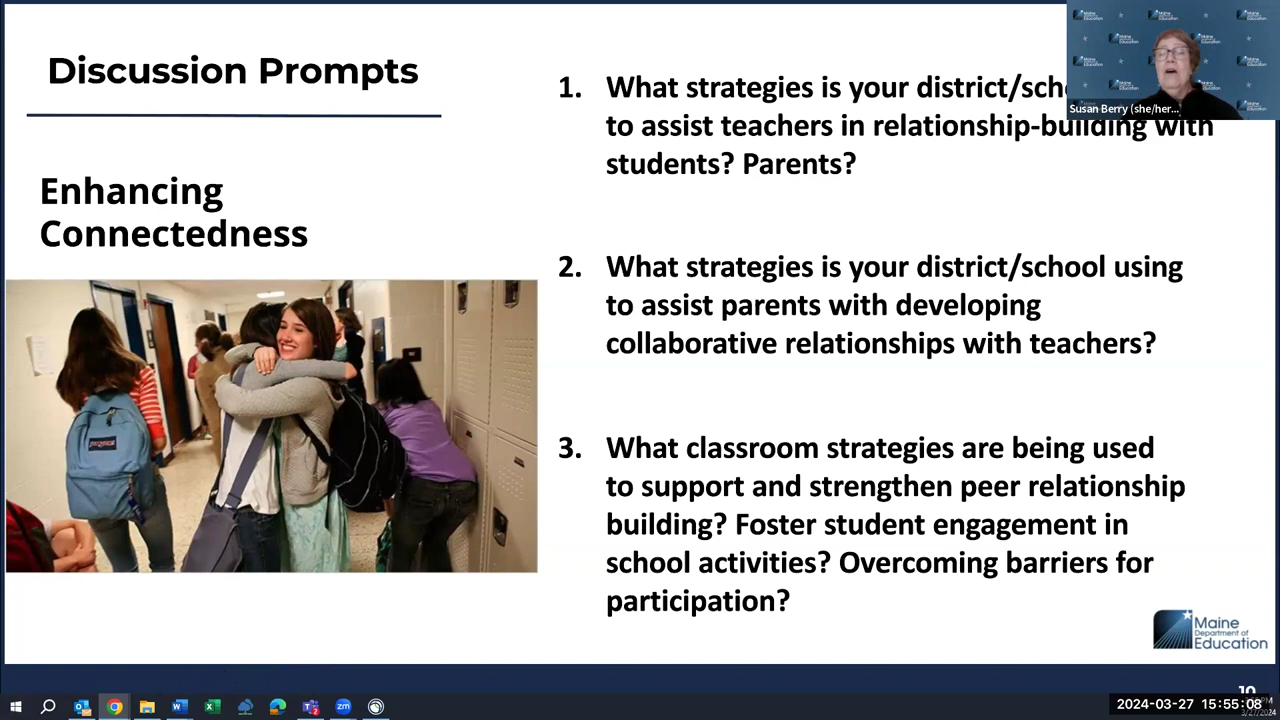 Discussion Prompts
Enhancing
Connectedness
1. What strategies is your district/scho
to assist teachers in relationship-building with
students? Parents?
2. What strategies is your district/school using
to assist parents with developing
collaborative relationships with teachers?
3. What classroom strategies are being used
to support and strengthen peer relationship
building? Foster student engagement in
school activities? Overcoming barriers for
participation?
Susan Berry (she/her...
Maine
Department of
Education
10
2024-03-27 15:55:08